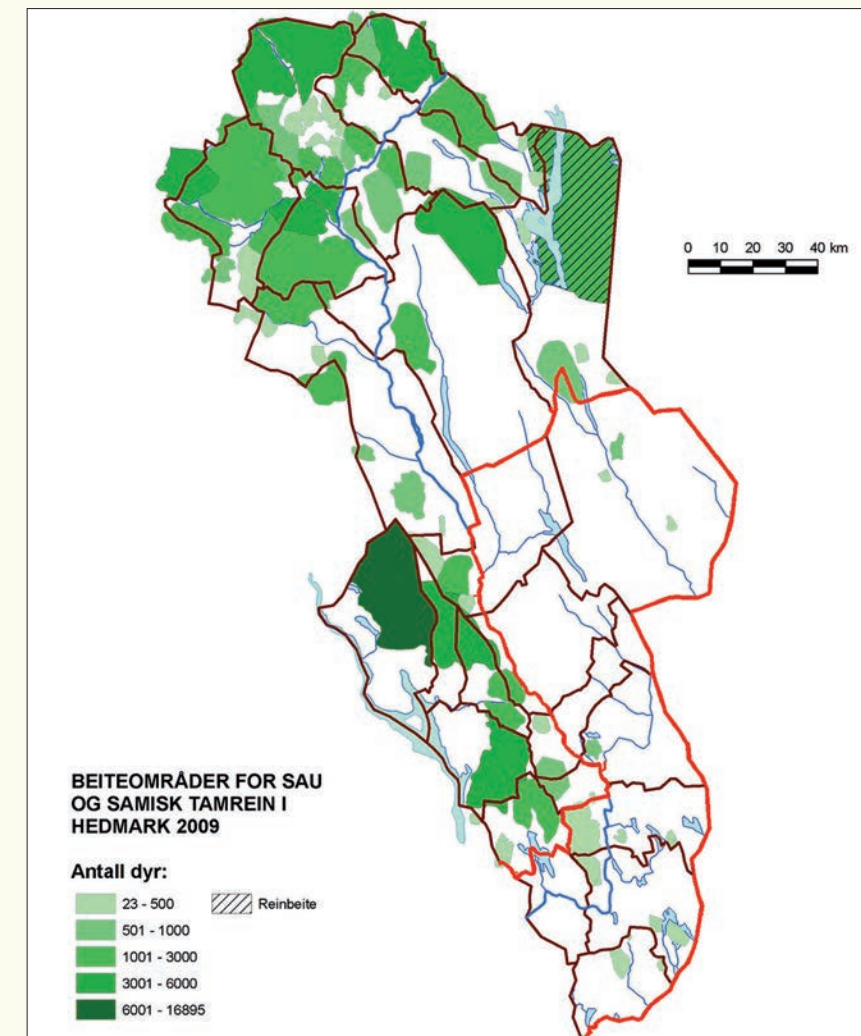 0 10 20 30 40 km
BEITEOMRÅDER FOR SAU
OG SAMISK TAMREIN I
HEDMARK 2009
Antall dyr:
23 - 500 Reinbeite
501 - 1000
1001 - 3000
3001 - 6000
6001 - 16895